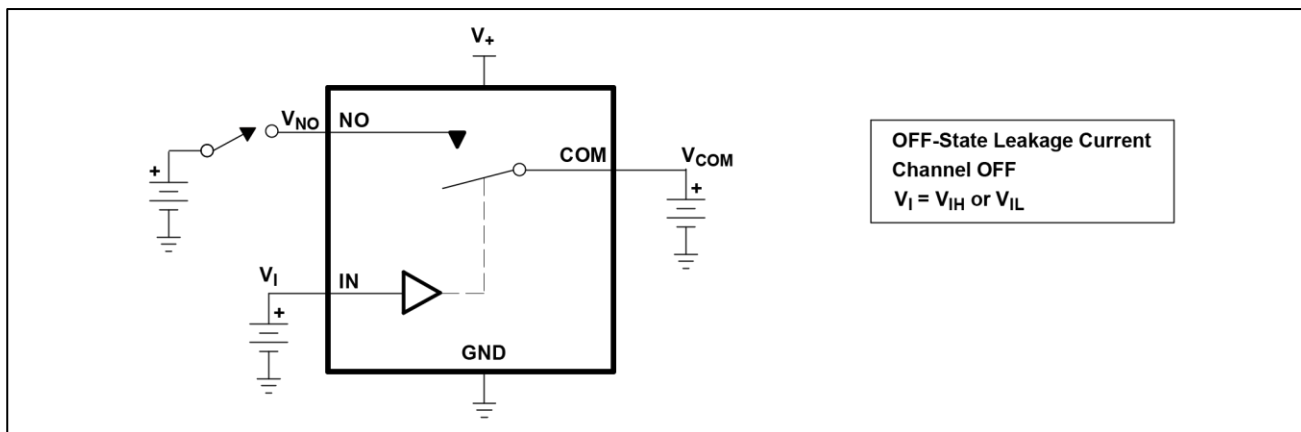 V+
VNO NO
+
COM VCOM
+
VI IN
+
GND
OFF-State Leakage Current
Channel OFF
VI = VIH or VIL